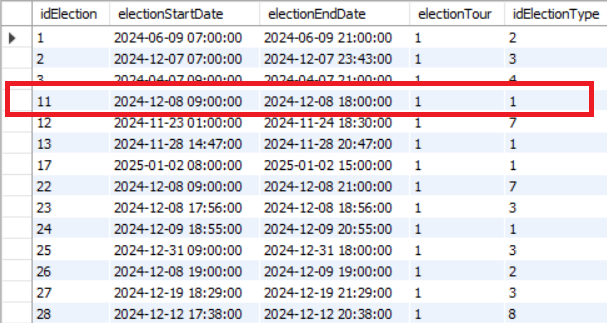 idElection electionStartDate electionEndDate electionTour idElectionType
1 2024-06-09 07:00:00 2024-06-09 21:00:00 1 2
2 2024-12-07 07:00:00 2024-12-07 23:43:00 1 3
3 2024-04-07 09:00:00 2024-04-07 21:00:00 1 4
11 2024-12-08 09:00:00 2024-12-08 18:00:00 1 1
12 2024-11-23 01:00:00 2024-11-24 18:30:00 1 7
13 2024-11-28 14:47:00 2024-11-28 20:47:00 1 1
17 2025-01-02 08:00:00 2025-01-02 15:00:00 1 1
22 2024-12-08 09:00:00 2024-12-08 21:00:00 1 7
23 2024-12-08 17:56:00 2024-12-08 18:56:00 1 3
24 2024-12-09 18:55:00 2024-12-09 20:55:00 1 1
25 2024-12-31 09:00:00 2024-12-31 18:00:00 1 3
26 2024-12-08 19:00:00 2024-12-09 19:00:00 1 2
27 2024-12-19 18:29:00 2024-12-19 21:29:00 1 3
28 2024-12-12 17:38:00 2024-12-12 20:38:00 1 8